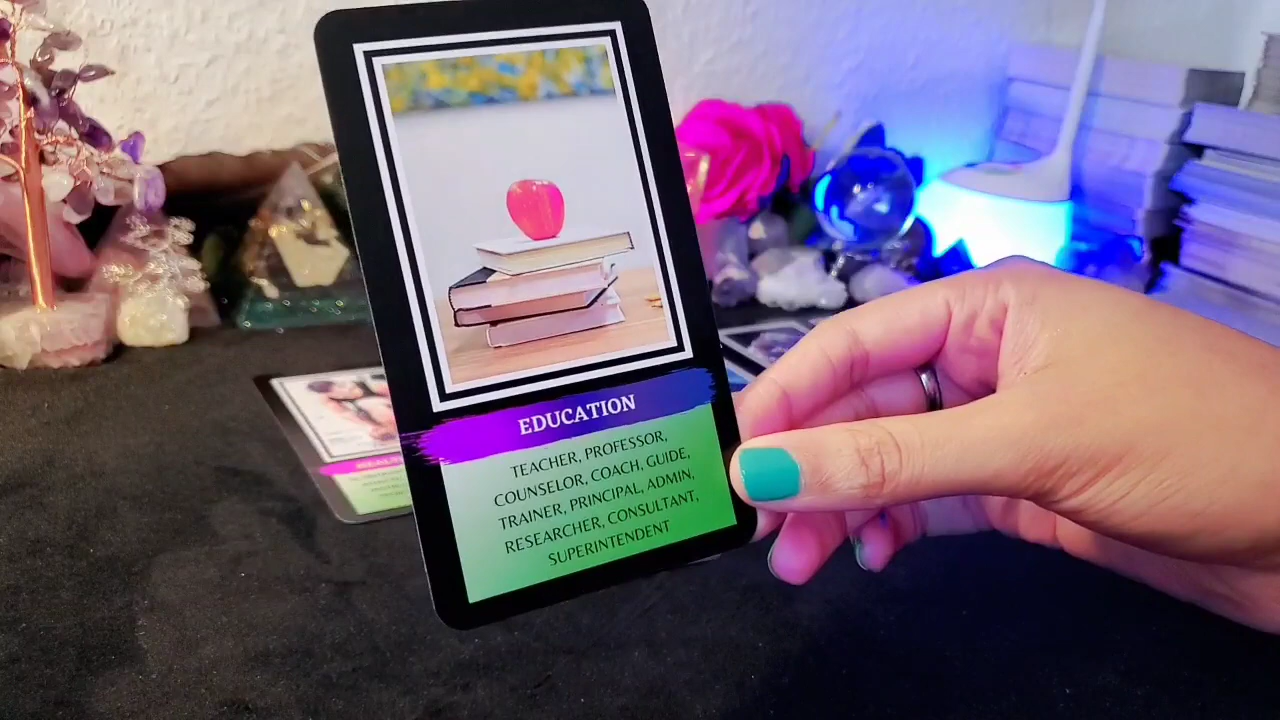 EDUCATION
TEACHER, PROFESSOR,
COUNSELOR, COACH, GUIDE,
TRAINER, PRINCIPAL, ADMIN,
RESEARCHER, CONSULTANT,
SUPERINTENDENT